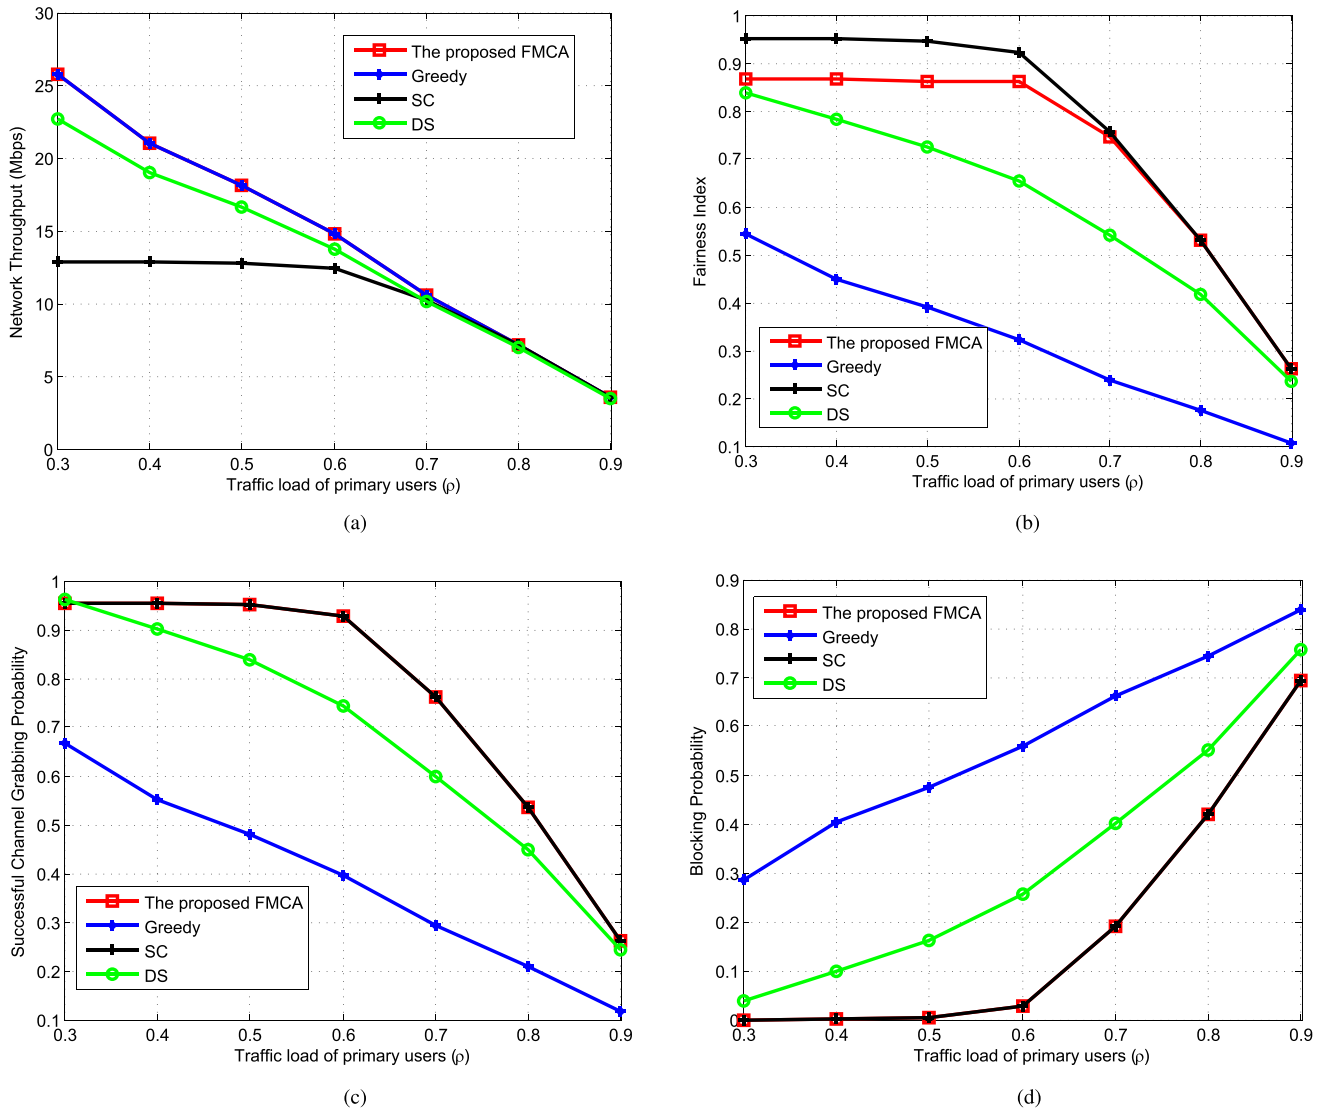 30
25
20
15
10
5
0
0.3 0.4 0.5 0.6 0.7 0.8 0.9
Network Throughput (Mbps)
Traffic load of primary users (ρ)
The proposed FMCA
Greedy
SC
DS
(a)
1
0.9
0.8
0.7
0.6
0.5
0.4
0.3
0.2
0.1
0.3 0.4 0.5 0.6 0.7 0.8 0.9
Fairness Index
Traffic load of primary users (ρ)
The proposed FMCA
Greedy
SC
DS
(b)
1
0.9
0.8
0.7
0.6
0.5
0.4
0.3
0.2
0.1
0.3 0.4 0.5 0.6 0.7 0.8 0.9
Successful Channel Grabbing Probability
Traffic load of primary users (ρ)
The proposed FMCA
Greedy
SC
DS
(c)
0.9
0.8
0.7
0.6
0.5
0.4
0.3
0.2
0.1
0
0.3 0.4 0.5 0.6 0.7 0.8 0.9
Blocking Probability
Traffic load of primary users (ρ)
The proposed FMCA
Greedy
SC
DS
(d)